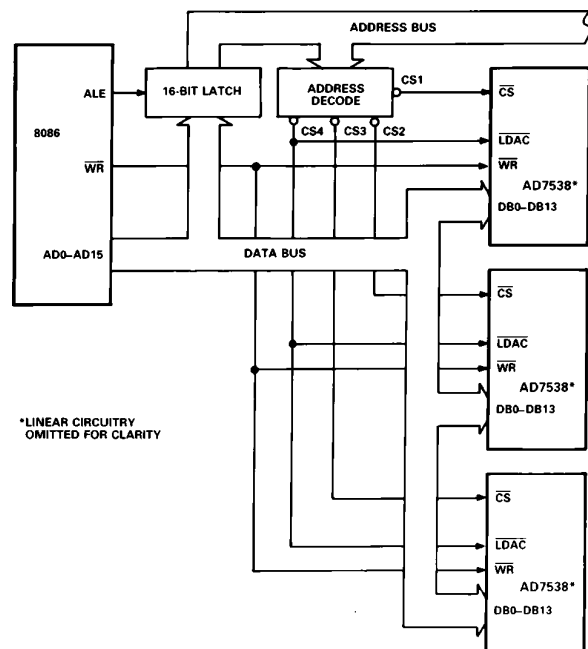 ADDRESS BUS
ALE
16-BIT LATCH
ADDRESS
DECODE
CS1
CS
8086
CS4
CS3
CS2
LDAC
WR
WR
AD7538*
DB0–DB13
AD0–AD15
DATA BUS
CS
LDAC
WR
AD7538*
DB0–DB13
*LINEAR CIRCUITRY
OMITTED FOR CLARITY
CS
LDAC
WR
AD7538*
DB0–DB13